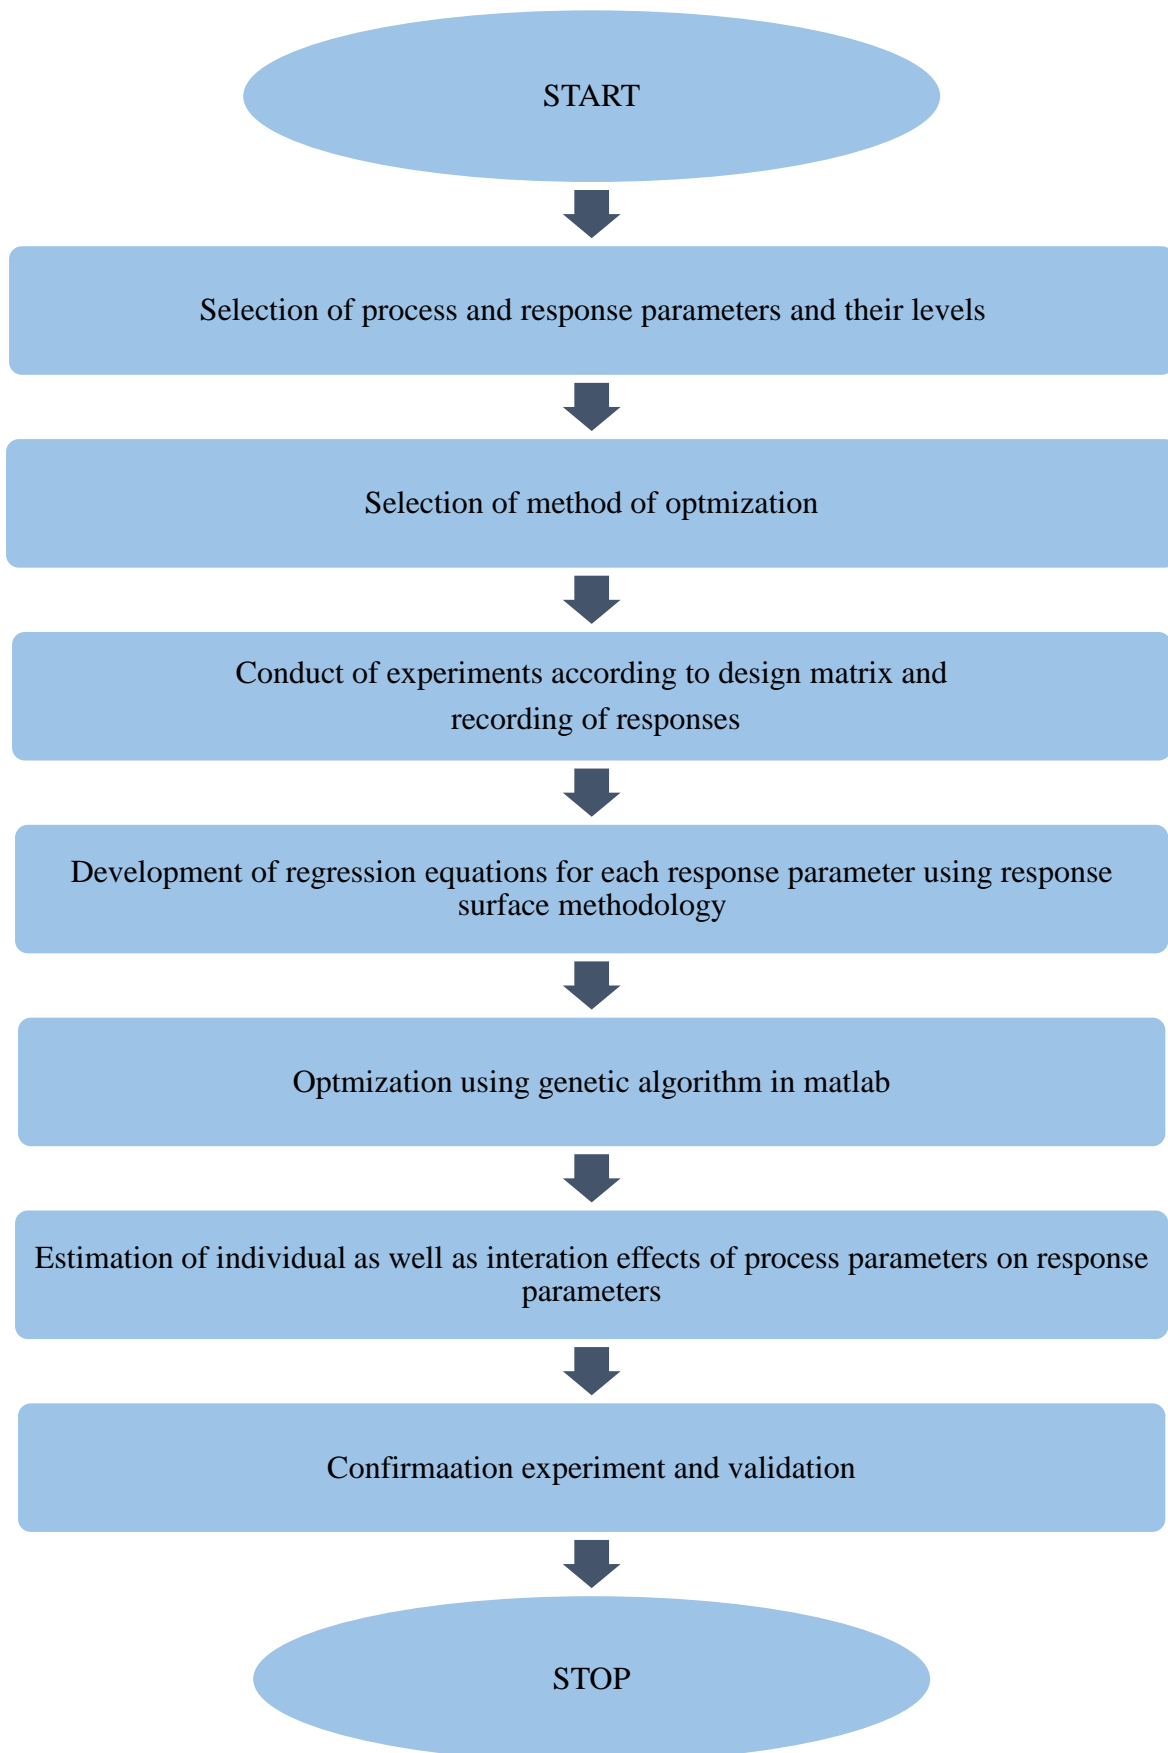 START
Selection of process and response parameters and their levels
Selection of method of optmization
Conduct of experiments according to design matrix and
recording of responses
Development of regression equations for each response parameter using response
surface methodology
Optmization using genetic algorithm in matlab
Estimation of individual as well as interation effects of process parameters on response
parameters
Confirmaation experiment and validation
STOP